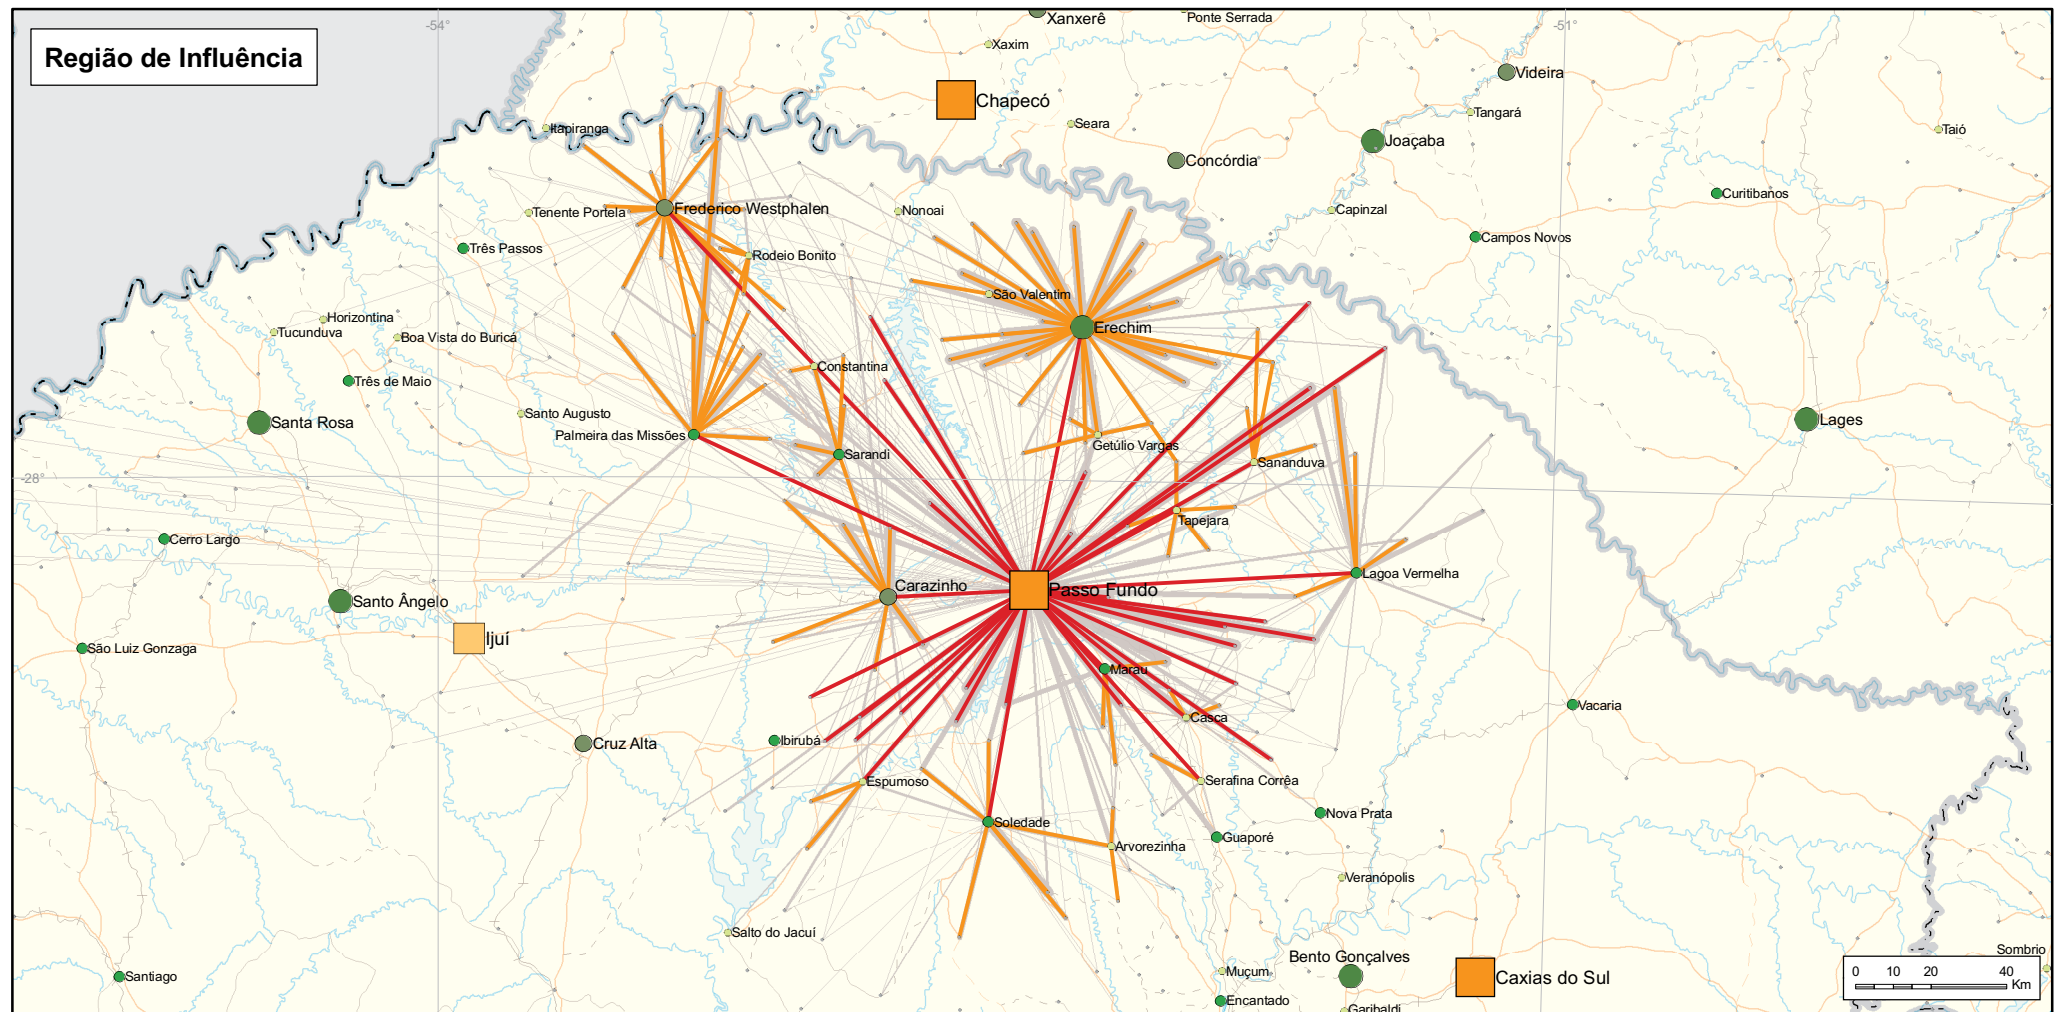 -54°
Xanxerê
Ponte Serrada
-51°
Região de Influência
Xaxim
Videira
Chapecó
Tangará
Itapiranga
Seara
Taió
Joaçaba
Concórdia
Curitibanos
Tenente Portela
Frederico Westphalen
Nonoai
Capinzal
Campos Novos
Três Passos
Rodeio Bonito
São Valentim
Horizontina
Tucunduva
Erechim
Boa Vista do Buricá
Constantina
Três de Maio
Santo Augusto
Santa Rosa
Lages
Palmeira das Missões
Getúlio Vargas
Sarandi
Sananduva
-28°
Tapejara
Cerro Largo
Lagoa Vermelha
Carazinho
Passo Fundo
Santo Ângelo
Ijuí
São Luiz Gonzaga
Marau
Vacaria
Casca
Ibirubá
Cruz Alta
Espumoso
Serafina Corrêa
Nova Prata
Soledade
Guaporé
Arvorezinha
Veranópolis
Salto do Jacuí
Sombrio
Bento Gonçalves
Muçum
0 10 20 40
Km
Santiago
Caxias do Sul
Encantado
Garibaldi